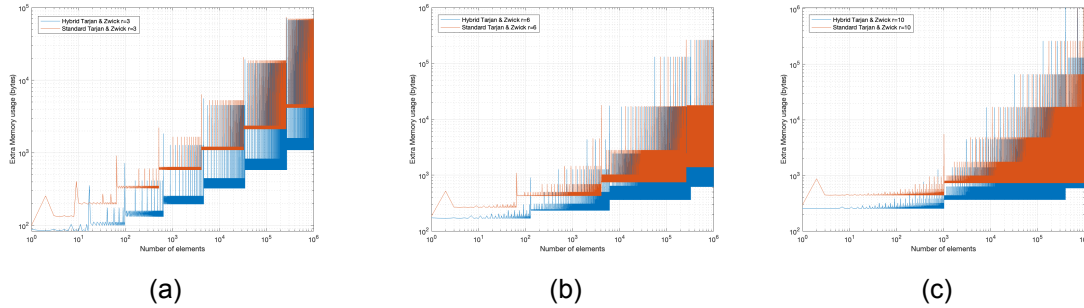 Hybrid Tarjan & Zwick r=3
Standard Tarjan & Zwick r=3
Extra Memory usage (bytes)
10^5
10^4
10^3
10^2
10^0
10^1
10^2
10^3
10^4
10^5
10^6
Number of elements
(a)
Hybrid Tarjan & Zwick r=6
Standard Tarjan & Zwick r=6
Extra Memory usage (bytes)
10^6
10^5
10^4
10^3
10^2
10^0
10^1
10^2
10^3
10^4
10^5
10^6
Number of elements
(b)
Hybrid Tarjan & Zwick r=10
Standard Tarjan & Zwick r=10
Extra Memory usage (bytes)
10^6
10^5
10^4
10^3
10^2
10^0
10^1
10^2
10^3
10^4
10^5
10^6
Number of elements
(c)